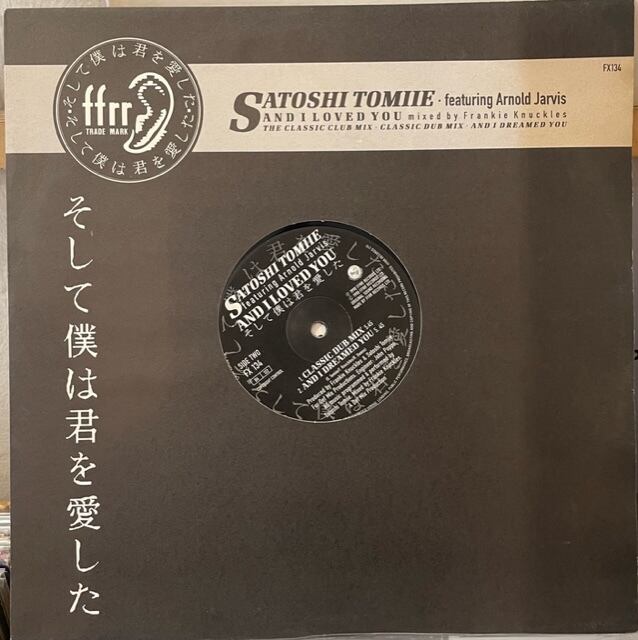 FX134
そして僕は君を愛した・そして僕は君を愛した・
ffrr
TRADE MARK
SATOSHI TOMIIE · featuring Arnold Jarvis
AND I LOVED YOU mixed by Frankie Knuckles
THE CLASSIC CLUB MIX · CLASSIC DUB MIX · AND I DREAMED YOU
そして僕は君を愛した
SATOSHI TOMIIE
featuring Arnold Jarvis
AND I LOVED YOU
そして僕は君を愛した
SIDE TWO
FX 134
CLASSIC DUB MIX 5.45
AND I DREAMED YOU 5.45